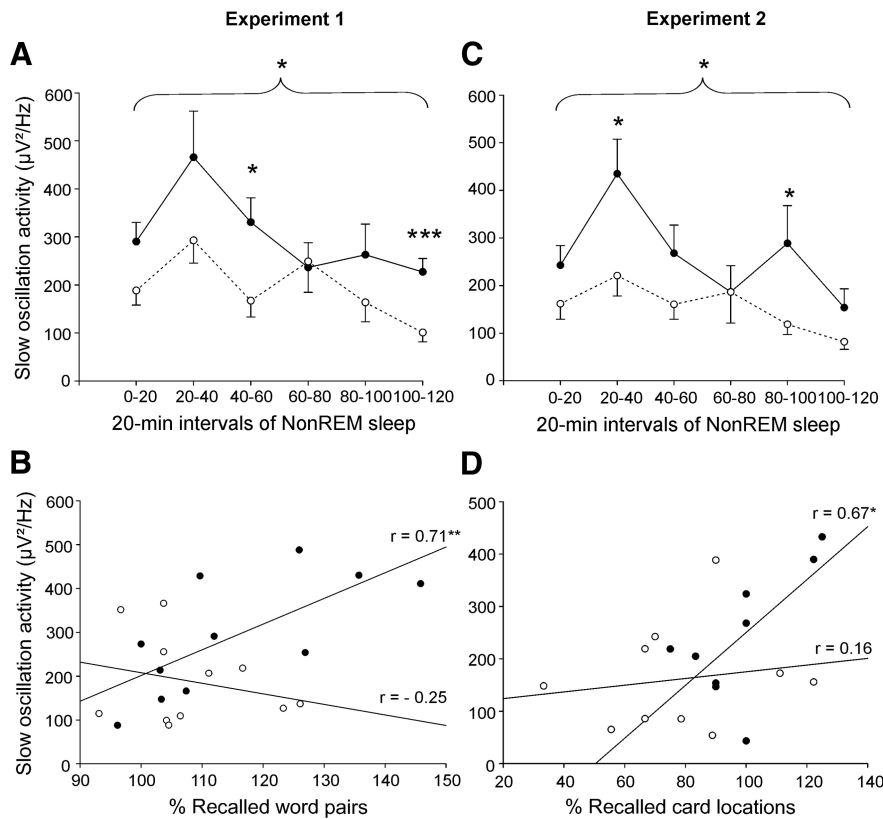 Experiment 1
Experiment 2
A
*
Slow oscillation activity (µV²/Hz)
600
500
400
300
200
100
0
*
***
0-20 20-40 40-60 60-80 80-100 100-120
20-min intervals of NonREM sleep
C
*
600
500
400
300
200
100
0
*
*
0-20 20-40 40-60 60-80 80-100 100-120
20-min intervals of NonREM sleep
B
Slow oscillation activity (µV²/Hz)
600
500
400
300
200
100
0
r = 0.71**
r = - 0.25
90 100 110 120 130 140 150
% Recalled word pairs
D
500
400
300
200
100
0
r = 0.67*
r = 0.16
20 40 60 80 100 120 140
% Recalled card locations